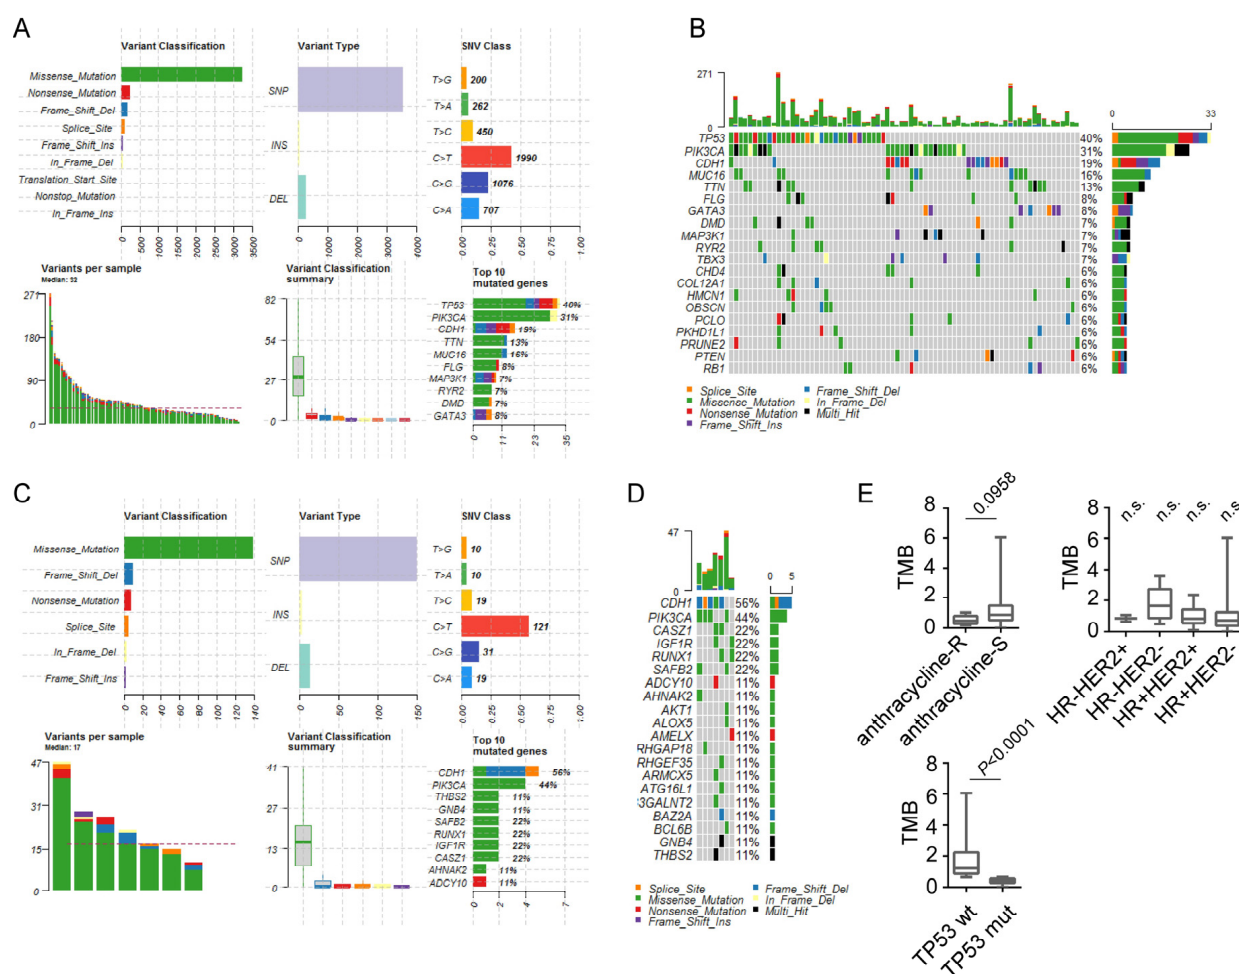 A
Variant Classification
Missense_Mutation
Nonsense_Mutation
Frame_Shift_Del
Splice_Site
Frame_Shift_Ins
In_Frame_Del
Translation_Start_Site
Nonstop_Mutation
In_Frame_Ins
0 500 1000 1500 2000 2500 3000 3500
Variant Type
SNP
INS
DEL
0 1000 2000 3000 4000
SNV Class
T>G 200
T>A 262
T>C 450
C>T 1990
C>G 1076
C>A 707
0.00 0.25 0.50 0.75 1.00
Variants per sample
Median: 32
271
180
90
0
Variant Classification
summary
82
54
27
0
Top 10
mutated genes
TP53 40%
PIK3CA 31%
CDH1 19%
TTN 13%
MUC16 16%
FLG 8%
MAP3K1 7%
RYR2 7%
DMD 7%
GATA3 8%
0 11 23 35
B
271
0
0 33
TP53 40%
PIK3CA 31%
CDH1 19%
MUC16 16%
TTN 13%
FLG 8%
GATA3 8%
DMD 7%
MAP3K1 7%
RYR2 7%
TBX3 7%
CHD4 6%
COL12A1 6%
HMCN1 6%
OBSCN 6%
PCLO 6%
PKHD1L1 6%
PRUNE2 6%
PTEN 6%
RB1 6%
Splice_Site
Missense_Mutation
Nonsense_Mutation
Frame_Shift_Ins
Frame_Shift_Del
In_Frame_Del
Multi_Hit
C
Variant Classification
Missense_Mutation
Frame_Shift_Del
Nonsense_Mutation
Splice_Site
In_Frame_Del
Frame_Shift_Ins
0 20 40 60 80 100 120 140
Variant Type
SNP
INS
DEL
SNV Class
T>G 10
T>A 10
T>C 19
C>T 121
C>G 31
C>A 19
0.00 0.25 0.50 0.75 1.00
Variants per sample
Median: 17
47
31
15
0
Variant Classification
summary
41
27
13
0
Top 10
mutated genes
CDH1 56%
PIK3CA 44%
THBS2 11%
GNB4 11%
SAFB2 22%
RUNX1 22%
IGF1R 22%
CASZ1 22%
AHNAK2 11%
ADCY10 11%
0 2 4 7
D
47
0
0 5
CDH1 56%
PIK3CA 44%
CASZ1 22%
IGF1R 22%
RUNX1 22%
SAFB2 22%
ADCY10 11%
AHNAK2 11%
AKT1 11%
ALOX5 11%
AMELX 11%
RHGAP18 11%
RHGEF35 11%
ARMCX5 11%
ATG16L1 11%
3GALNT2 11%
BAZ2A 11%
BCL6B 11%
GNB4 11%
THBS2 11%
Splice_Site
Missense_Mutation
Nonsense_Mutation
Frame_Shift_Ins
Frame_Shift_Del
In_Frame_Del
Multi_Hit
E
TMB
8
6
4
2
0
0.0958
anthracycline-R
anthracycline-S
TMB
8
6
4
2
0
n.s. n.s. n.s. n.s.
HR-HER2+
HR-HER2-
HR+HER2+
HR+HER2-
TMB
8
6
4
2
0
P<0.0001
TP53 wt
TP53 mut